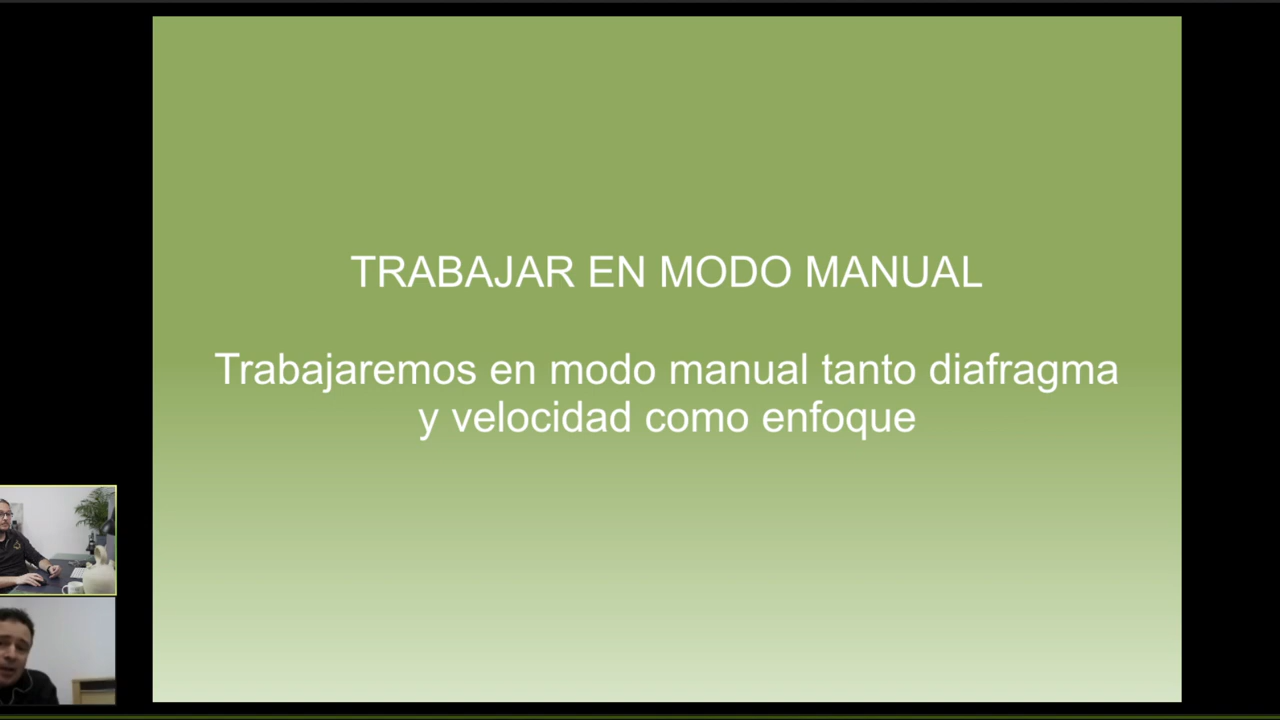 TRABAJAR EN MODO MANUAL
Trabajaremos en modo manual tanto diafragma
y velocidad como enfoque